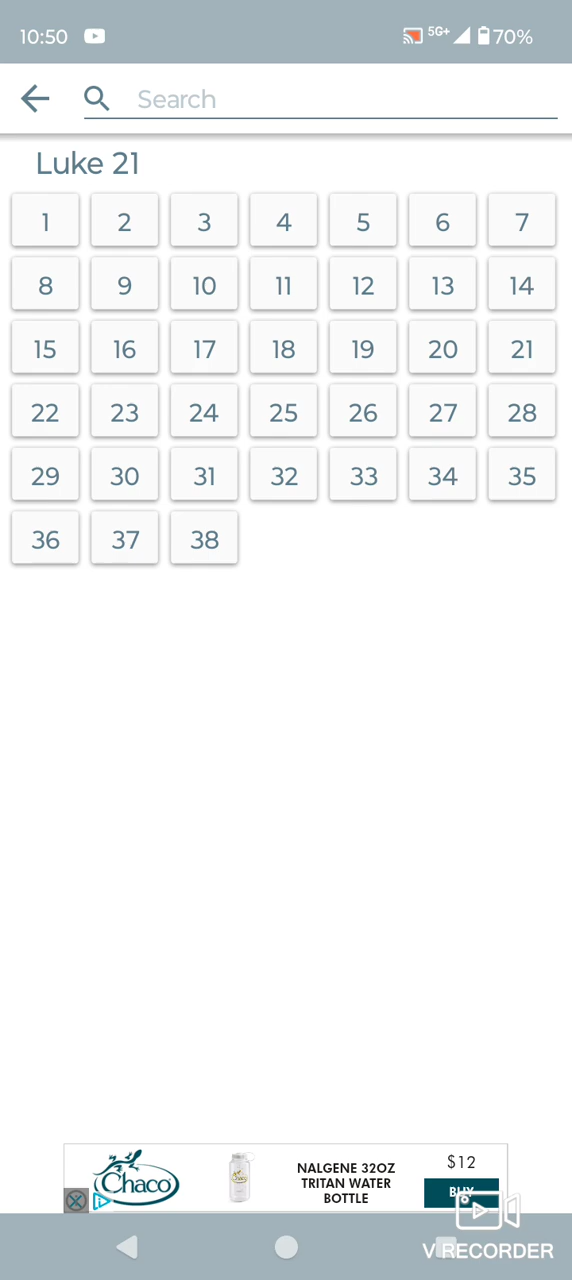 10:50 5G+ 70%
Search
Luke 21
1 2 3 4 5 6 7
8 9 10 11 12 13 14
15 16 17 18 19 20 21
22 23 24 25 26 27 28
29 30 31 32 33 34 35
36 37 38
Chaco
NALGENE 32OZ
TRITAN WATER
BOTTLE
$12
BUY
V RECORDER